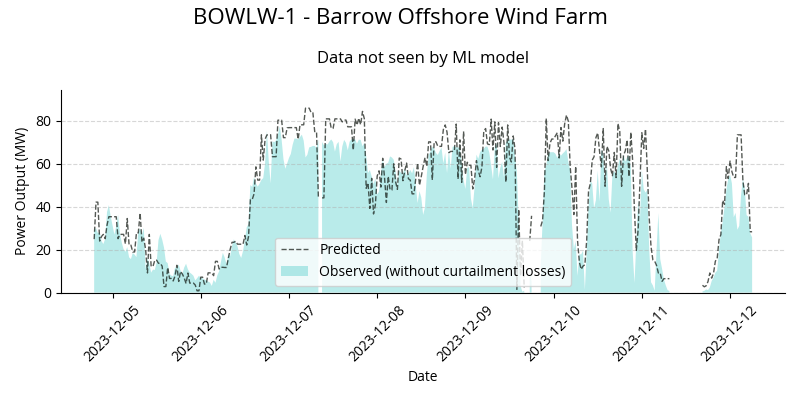 BOWLW-1 - Barrow Offshore Wind Farm
Data not seen by ML model
Power Output (MW)
80
60
40
20
0
Predicted
Observed (without curtailment losses)
2023-12-05
2023-12-06
2023-12-07
2023-12-08
2023-12-09
2023-12-10
2023-12-11
2023-12-12
Date